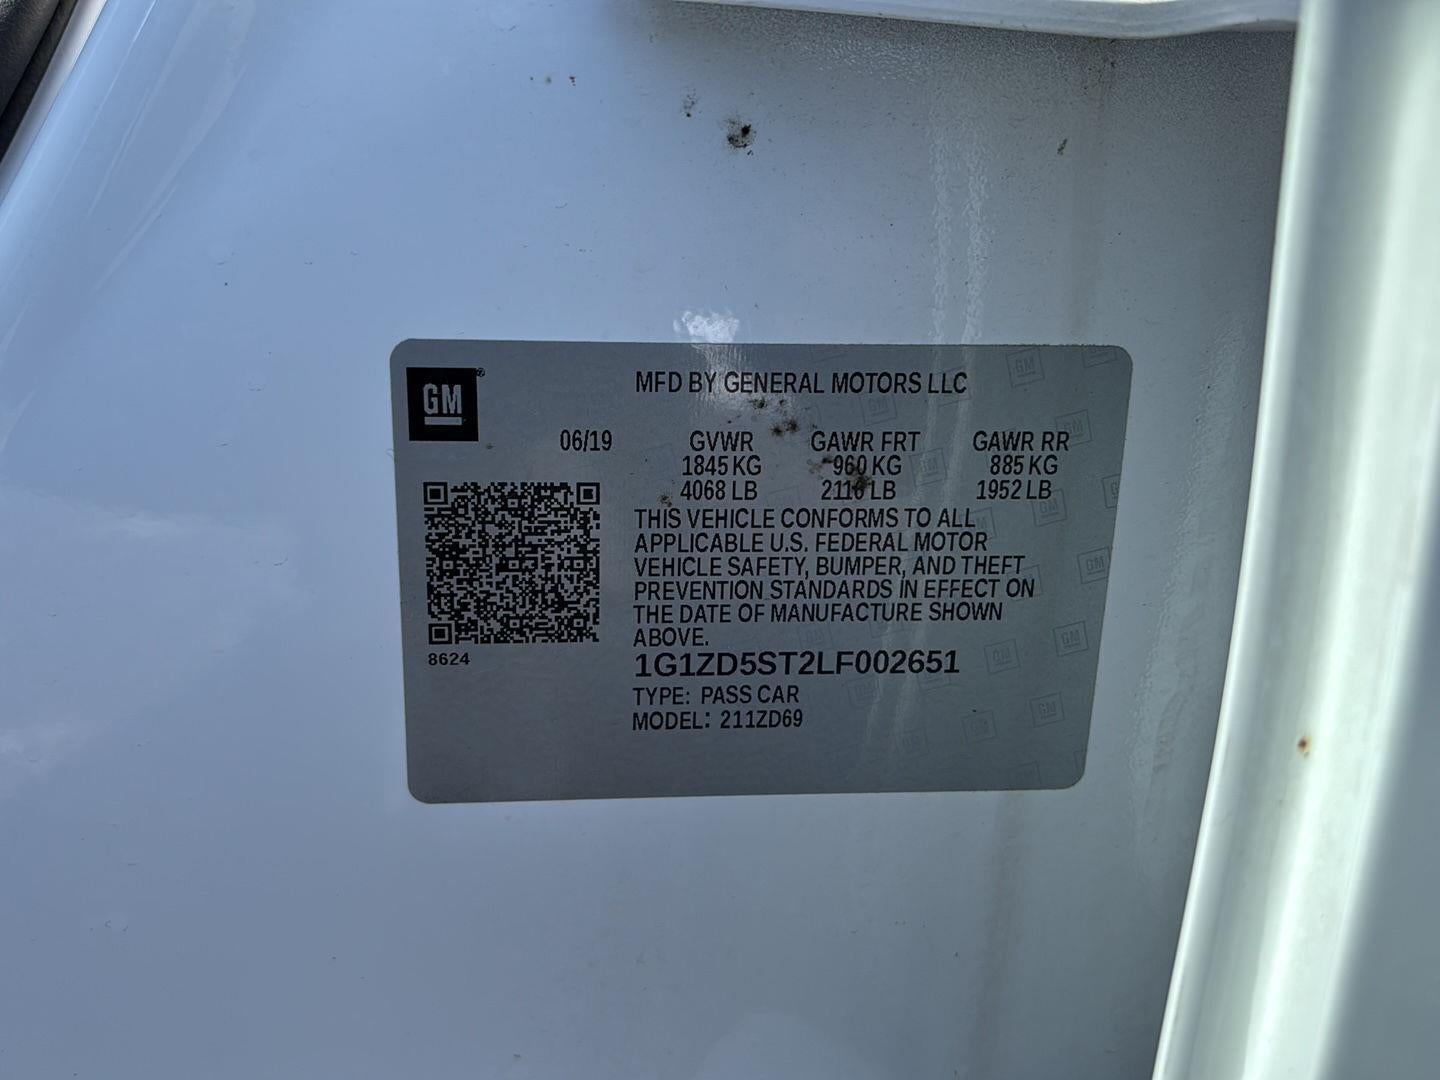 GM
MFD BY GENERAL MOTORS LLC
06/19 GVWR GAWR FRT GAWR RR
1845 KG 960 KG 885 KG
4068 LB 2116 LB 1952 LB
THIS VEHICLE CONFORMS TO ALL
APPLICABLE U.S. FEDERAL MOTOR
VEHICLE SAFETY, BUMPER, AND THEFT
PREVENTION STANDARDS IN EFFECT ON
THE DATE OF MANUFACTURE SHOWN
ABOVE.
8624
1G1ZD5ST2LF002651
TYPE: PASS CAR
MODEL: 211ZD69